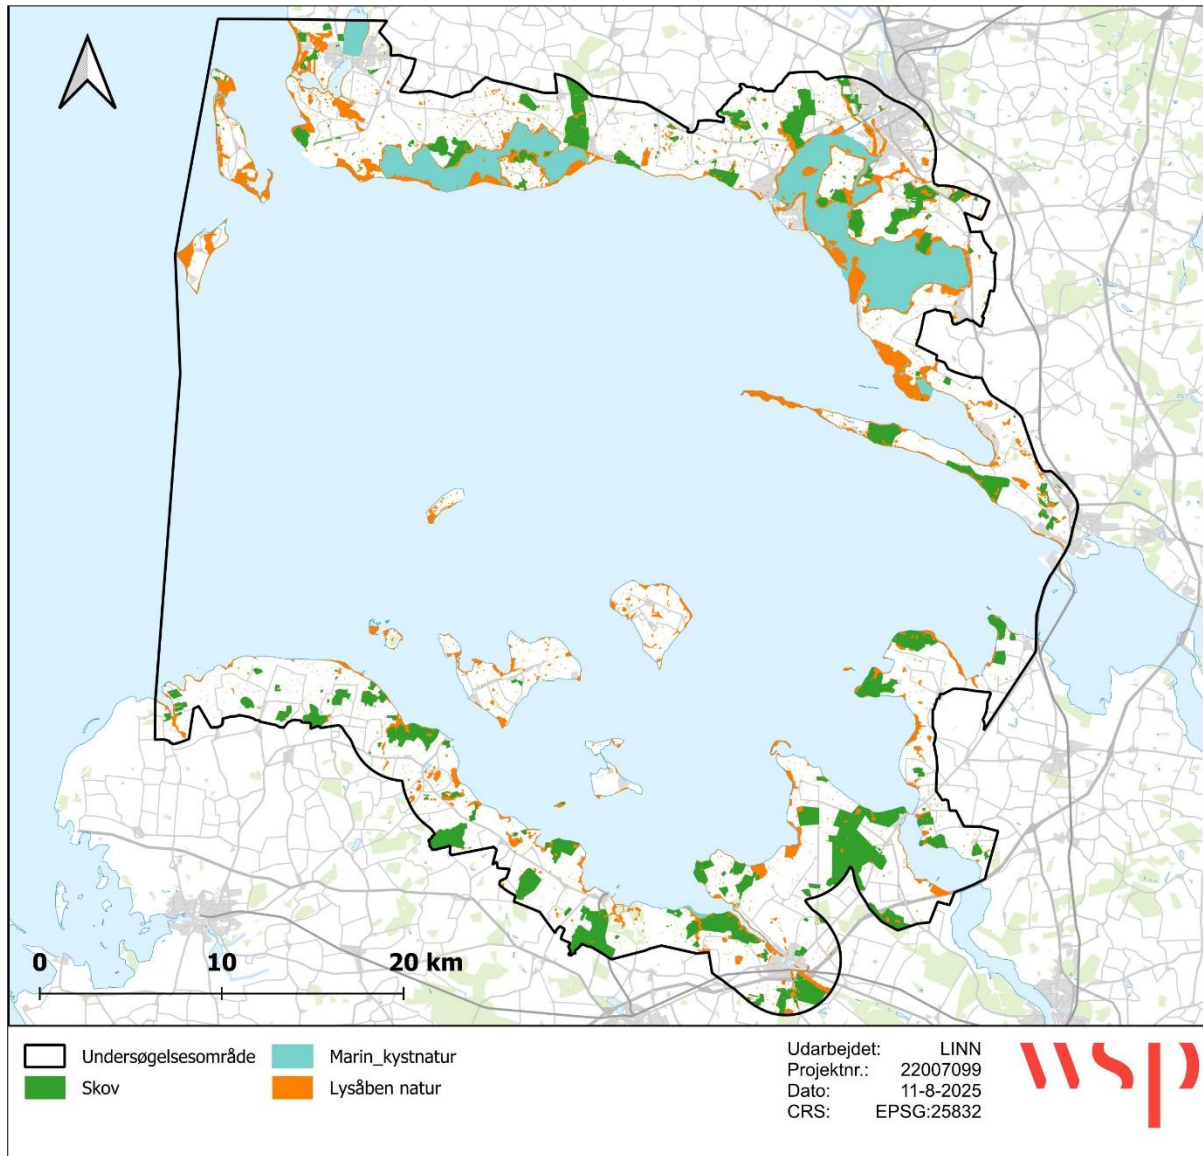 0 10 20 km
Undersøgelsesområde
Skov
Marin_kystnatur
Lysåben natur
Udarbejdet: LINN
Projektnr.: 22007099
Dato: 11-8-2025
CRS: EPSG:25832
wsp